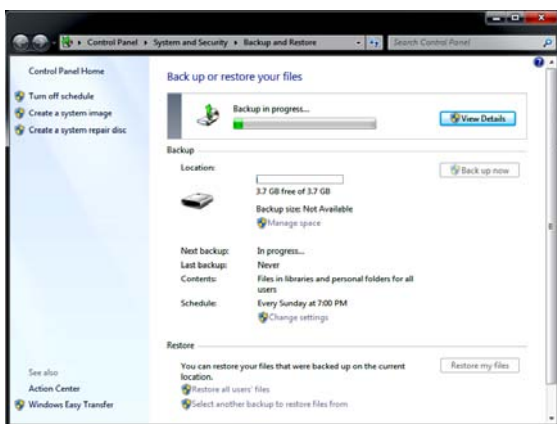 Control Panel ▸ System and Security ▸ Backup and Restore
Search Control Panel
Control Panel Home
Turn off schedule
Create a system image
Create a system repair disc
See also
Action Center
Windows Easy Transfer
Back up or restore your files
Backup in progress...
View Details
Backup
Location:
Back up now
3.7 GB free of 3.7 GB
Backup size: Not Available
Manage space
Next backup: In progress...
Last backup: Never
Contents: Files in libraries and personal folders for all
users
Schedule: Every Sunday at 7:00 PM
Change settings
Restore
You can restore your files that were backed up on the current
location.
Restore my files
Restore all users' files
Select another backup to restore files from